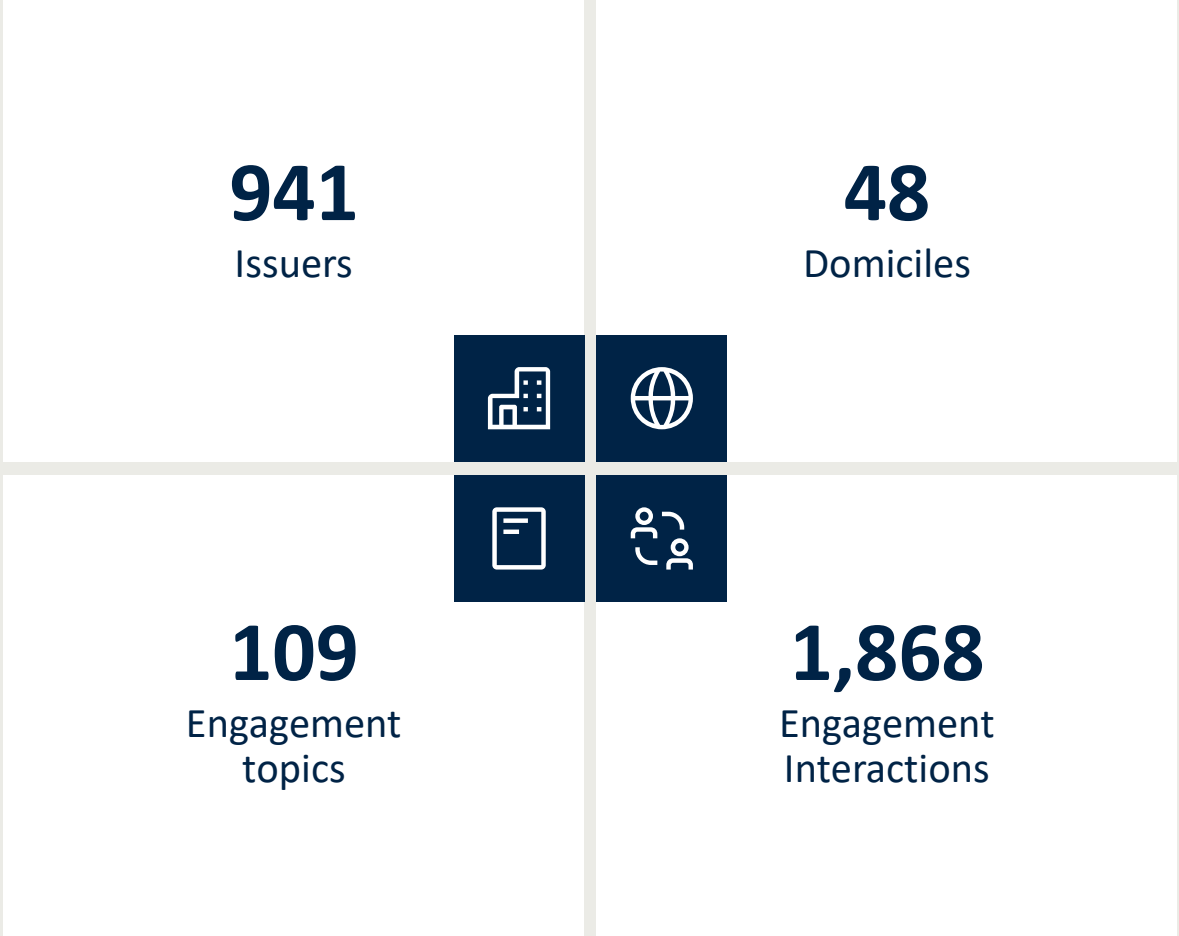 941
Issuers
48
Domiciles
109
Engagement
topics
1,868
Engagement
Interactions